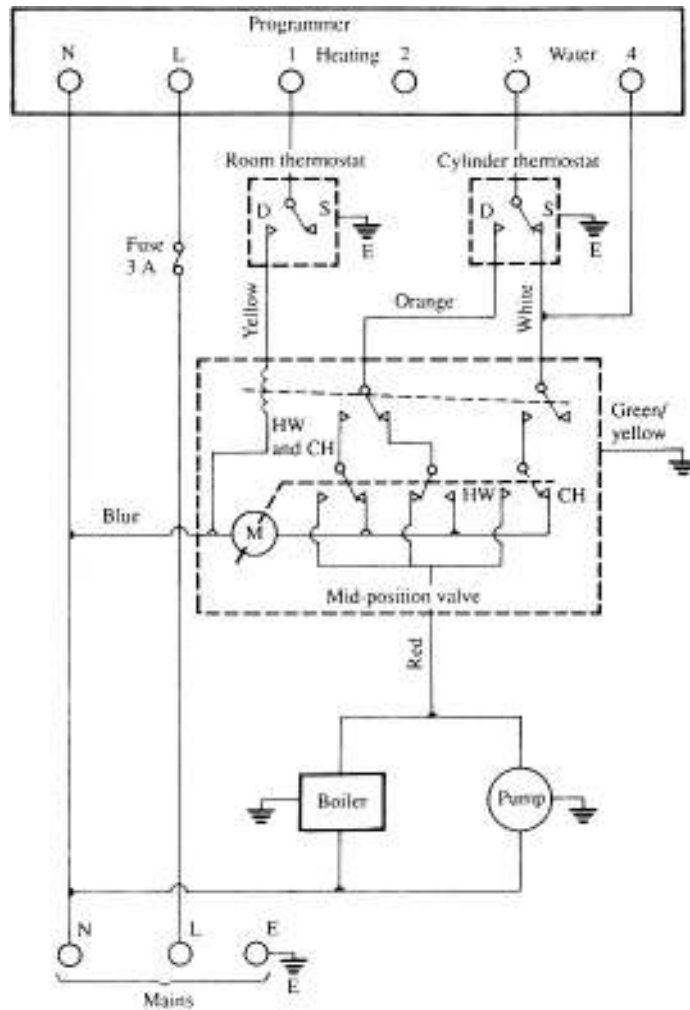 Programmer
N L 1 Heating 2 3 Water 4
Room thermostat Cylinder thermostat
D S E
D S E
Fuse
3 A
Yellow
Orange
White
Green/
yellow
HW
and CH
HW CH
Blue
M
Mid-position valve
Red
Boiler Pump
N L E
E
Mains